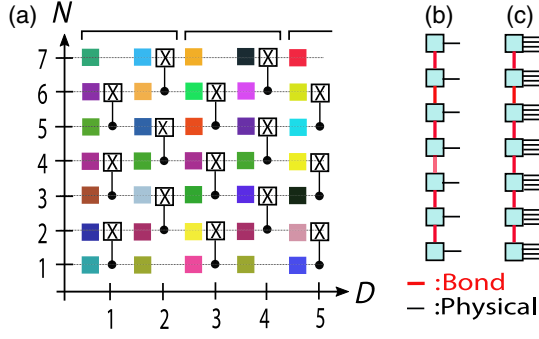 (a) N (b) (c)
7 X X
6 X X X
5 X X
4 X X X
3 X X
2 X X X
1
1 2 3 4 5 D
:Bond
:Physical